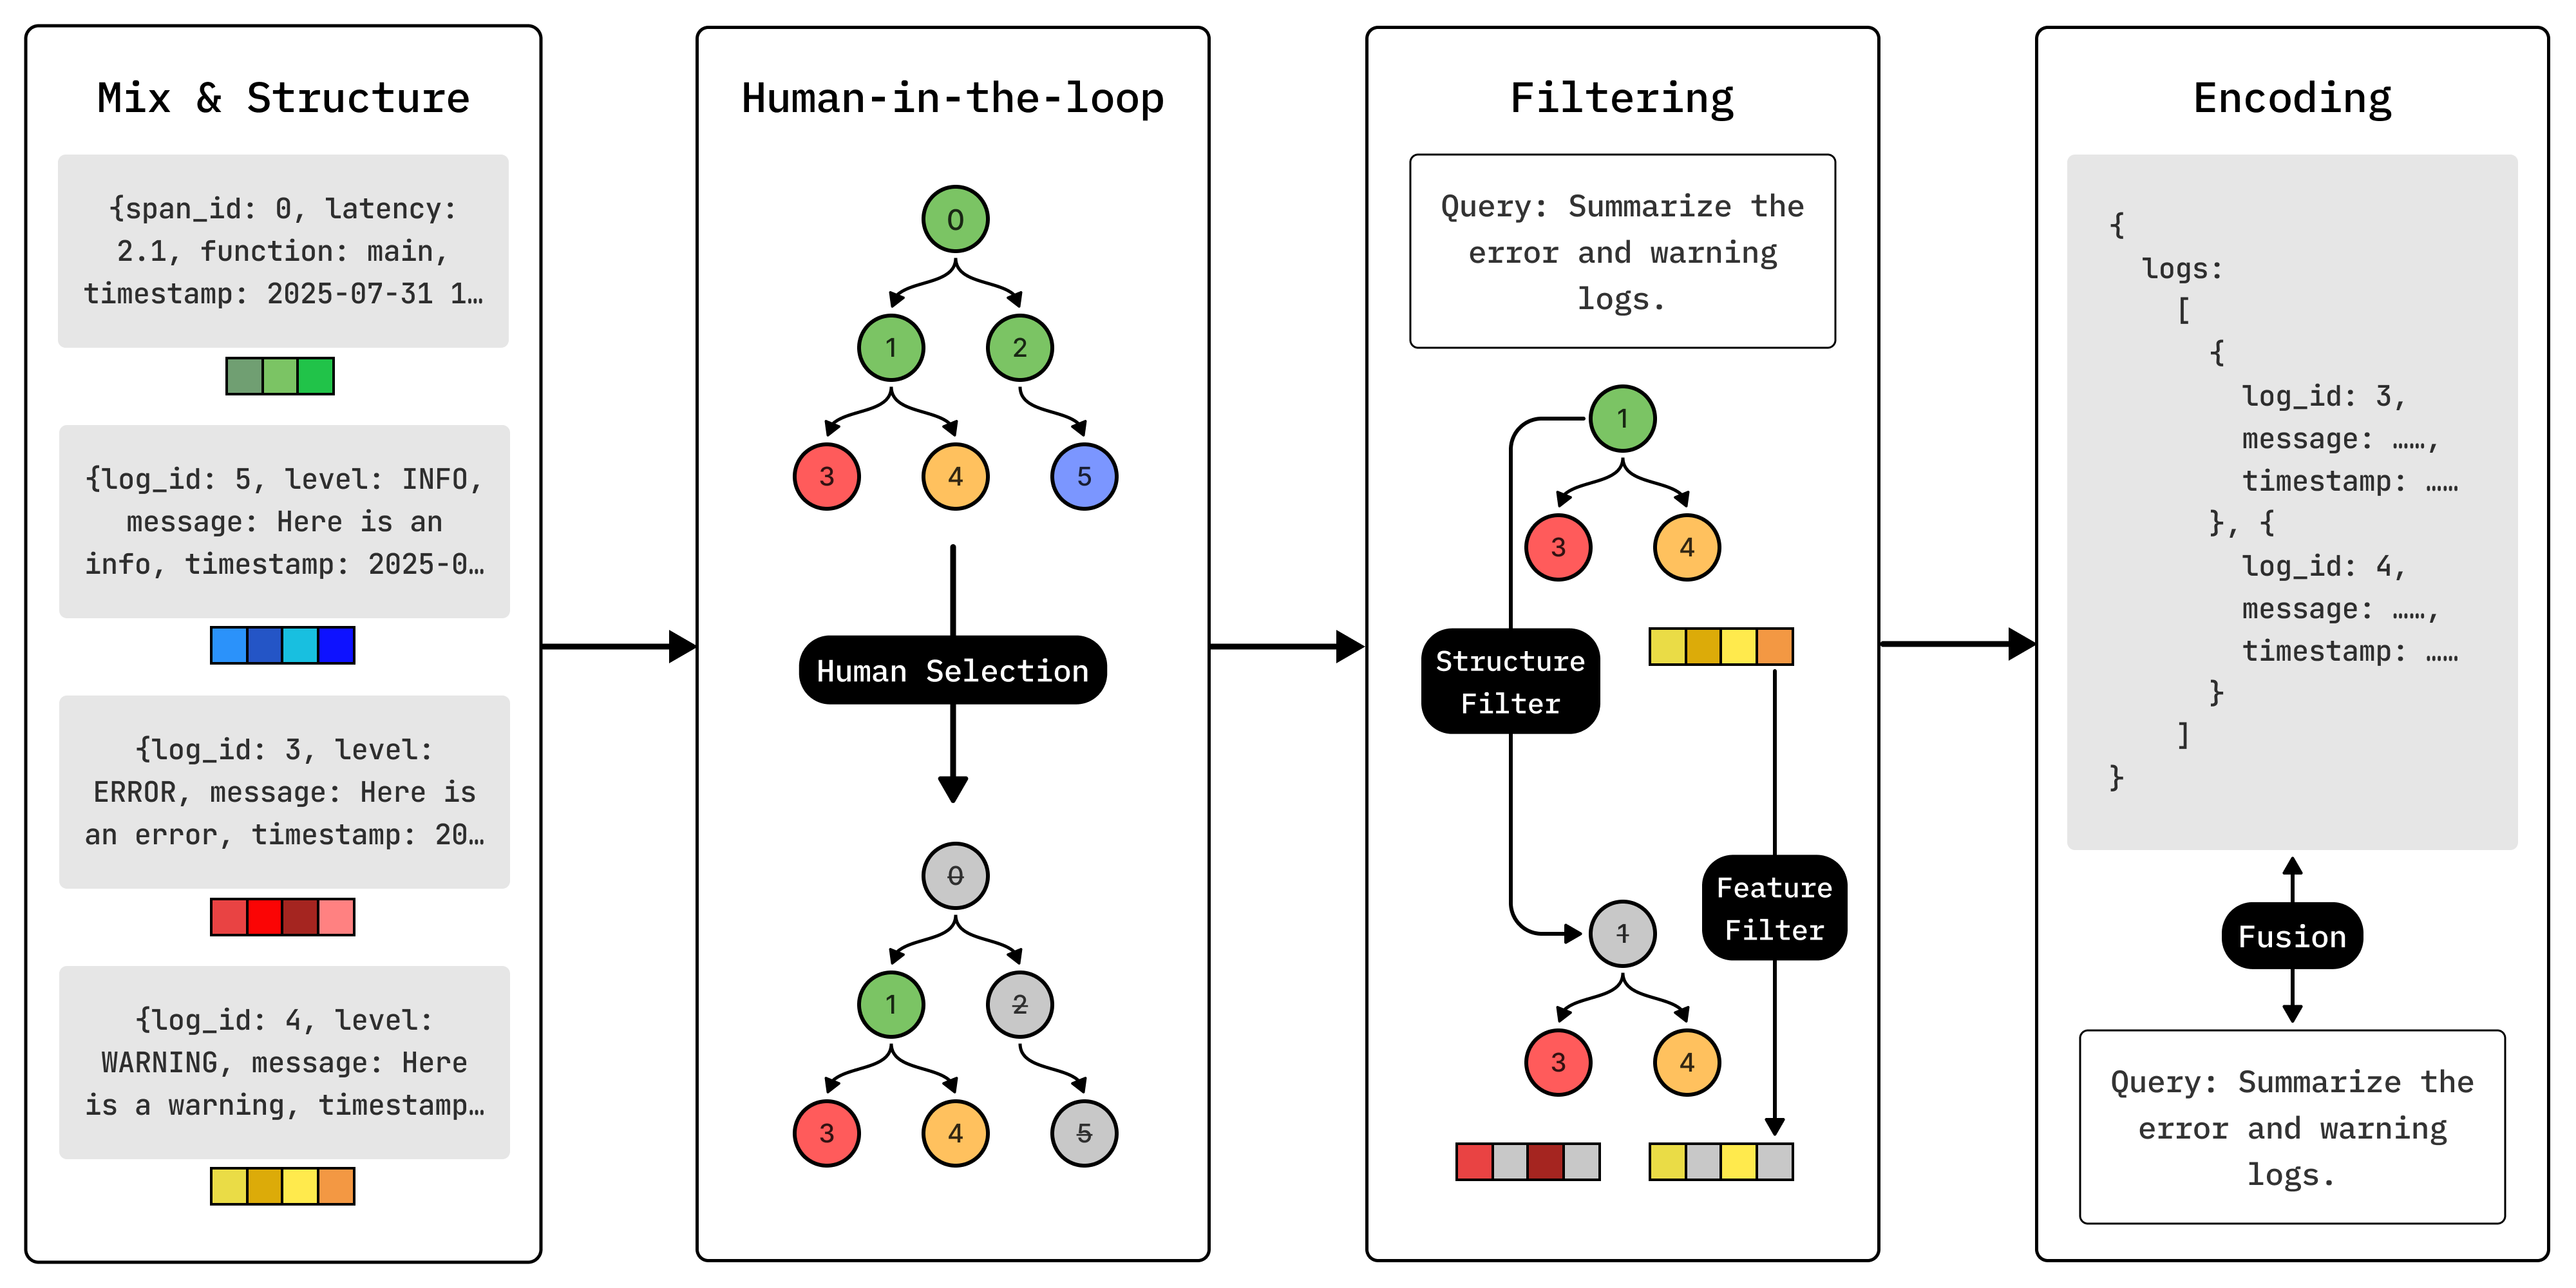 Mix & Structure
{span_id: 0, latency:
2.1, function: main,
timestamp: 2025-07-31 1…
{log_id: 5, level: INFO,
message: Here is an
info, timestamp: 2025-0…
{log_id: 3, level:
ERROR, message: Here is
an error, timestamp: 20…
{log_id: 4, level:
WARNING, message: Here
is a warning, timestamp…
Human-in-the-loop
0
1 2
3 4 5
Human Selection
0
1 2
3 4 5
Filtering
Query: Summarize the
error and warning
logs.
1
3 4
Structure
Filter
Feature
Filter
1
3 4
Encoding
{
logs:
[
{
log_id: 3,
message: ……,
timestamp: ……
}, {
log_id: 4,
message: ……,
timestamp: ……
}
]
}
Fusion
Query: Summarize the
error and warning
logs.